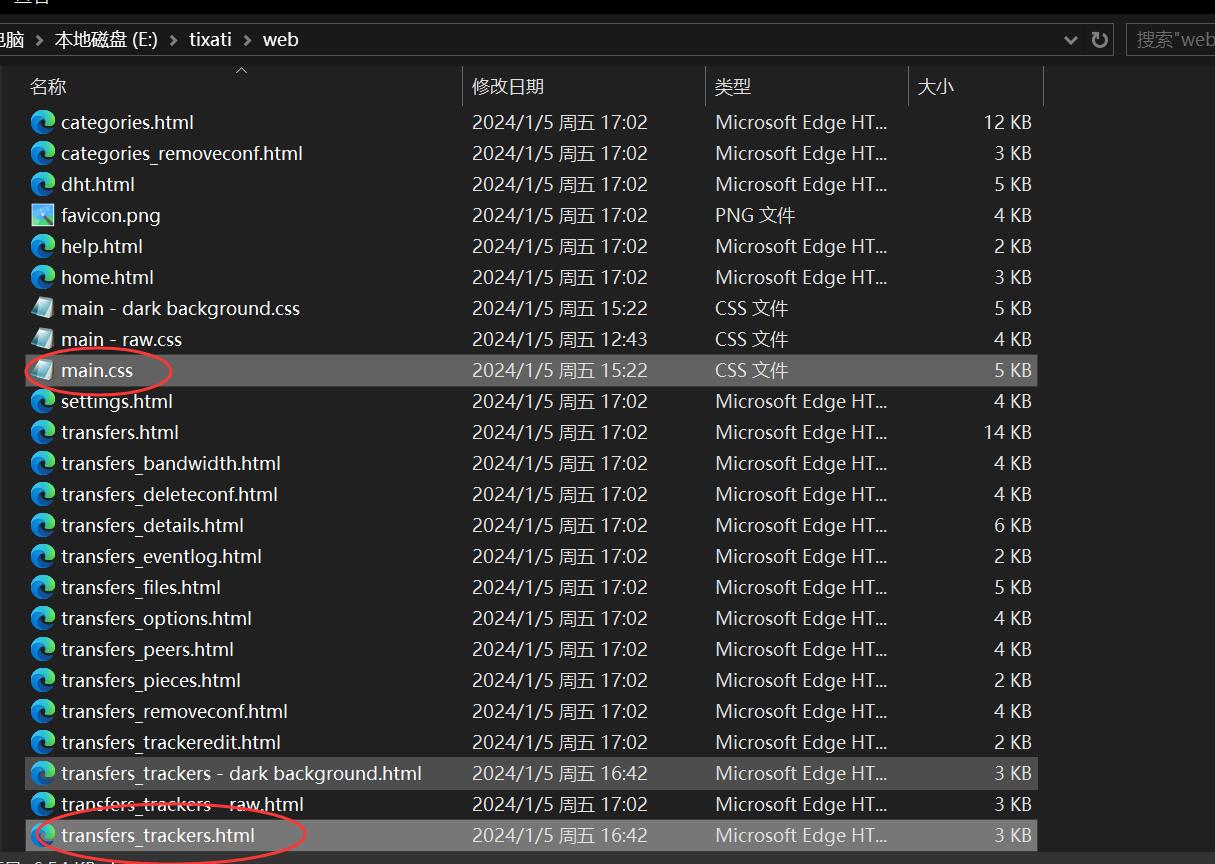 电脑 > 本地磁盘 (E:) > tixati > web 搜索"web
名称 修改日期 类型 大小
categories.html 2024/1/5 周五 17:02 Microsoft Edge HT... 12 KB
categories_removeconf.html 2024/1/5 周五 17:02 Microsoft Edge HT... 3 KB
dht.html 2024/1/5 周五 17:02 Microsoft Edge HT... 5 KB
favicon.png 2024/1/5 周五 17:02 PNG 文件 4 KB
help.html 2024/1/5 周五 17:02 Microsoft Edge HT... 2 KB
home.html 2024/1/5 周五 17:02 Microsoft Edge HT... 3 KB
main - dark background.css 2024/1/5 周五 15:22 CSS 文件 5 KB
main - raw.css 2024/1/5 周五 12:43 CSS 文件 4 KB
main.css 2024/1/5 周五 15:22 CSS 文件 5 KB
settings.html 2024/1/5 周五 17:02 Microsoft Edge HT... 4 KB
transfers.html 2024/1/5 周五 17:02 Microsoft Edge HT... 14 KB
transfers_bandwidth.html 2024/1/5 周五 17:02 Microsoft Edge HT... 4 KB
transfers_deleteconf.html 2024/1/5 周五 17:02 Microsoft Edge HT... 4 KB
transfers_details.html 2024/1/5 周五 17:02 Microsoft Edge HT... 6 KB
transfers_eventlog.html 2024/1/5 周五 17:02 Microsoft Edge HT... 2 KB
transfers_files.html 2024/1/5 周五 17:02 Microsoft Edge HT... 5 KB
transfers_options.html 2024/1/5 周五 17:02 Microsoft Edge HT... 4 KB
transfers_peers.html 2024/1/5 周五 17:02 Microsoft Edge HT... 4 KB
transfers_pieces.html 2024/1/5 周五 17:02 Microsoft Edge HT... 2 KB
transfers_removeconf.html 2024/1/5 周五 17:02 Microsoft Edge HT... 4 KB
transfers_trackeredit.html 2024/1/5 周五 17:02 Microsoft Edge HT... 2 KB
transfers_trackers - dark background.html 2024/1/5 周五 16:42 Microsoft Edge HT... 3 KB
transfers_trackers - raw.html 2024/1/5 周五 17:02 Microsoft Edge HT... 3 KB
transfers_trackers.html 2024/1/5 周五 16:42 Microsoft Edge HT... 3 KB